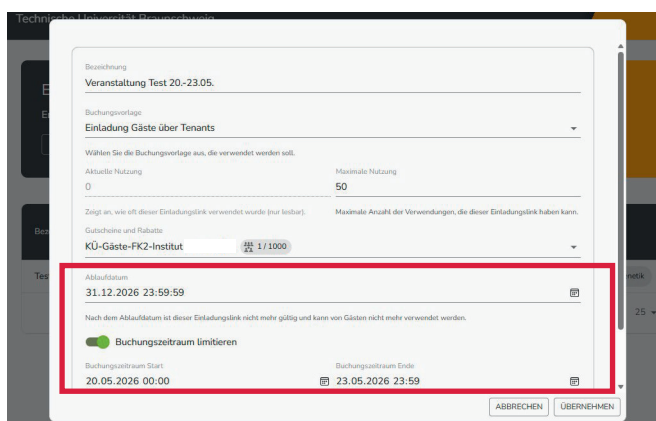 Technische Universität Braunschweig
Bezeichnung
Veranstaltung Test 20.-23.05.
Buchungsvorlage
Einladung Gäste über Tenants
Wählen Sie die Buchungsvorlage aus, die verwendet werden soll.
Aktuelle Nutzung Maximale Nutzung
0 50
Zeigt an, wie oft dieser Einladungslink verwendet wurde (nur lesbar). Maximale Anzahl der Verwendungen, die dieser Einladungslink haben kann.
Gutscheine und Rabatte
KÜ-Gäste-FK2-Institut 1 / 1000
Ablaufdatum
31.12.2026 23:59:59
Nach dem Ablaufdatum ist dieser Einladungslink nicht mehr gültig und kann von Gästen nicht mehr verwendet werden.
Buchungszeitraum limitieren
Buchungszeitraum Start Buchungszeitraum Ende
20.05.2026 00:00 23.05.2026 23:59
25
ABBRECHEN ÜBERNEHMEN